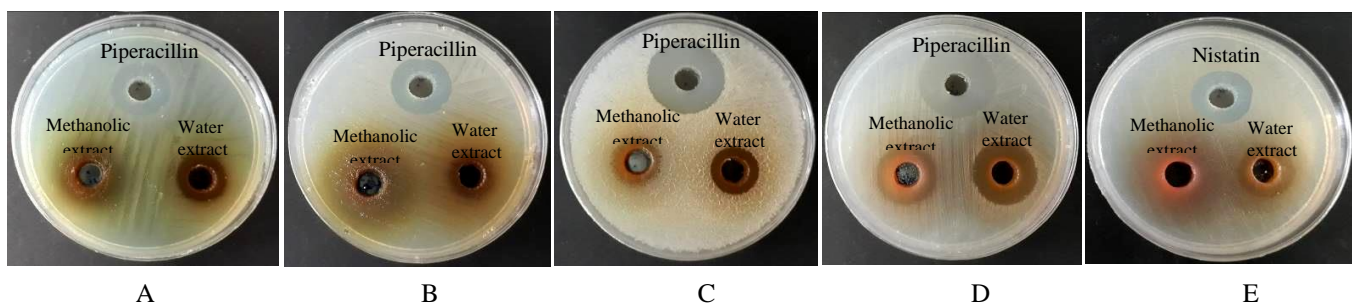 Piperacillin
Methanolic
extract
Water
extract
Piperacillin
Methanolic
extract
Water
extract
Piperacillin
Methanolic
extract
Water
extract
Piperacillin
Methanolic
extract
Water
extract
Nistatin
Methanolic
extract
Water
extract
A
B
C
D
E